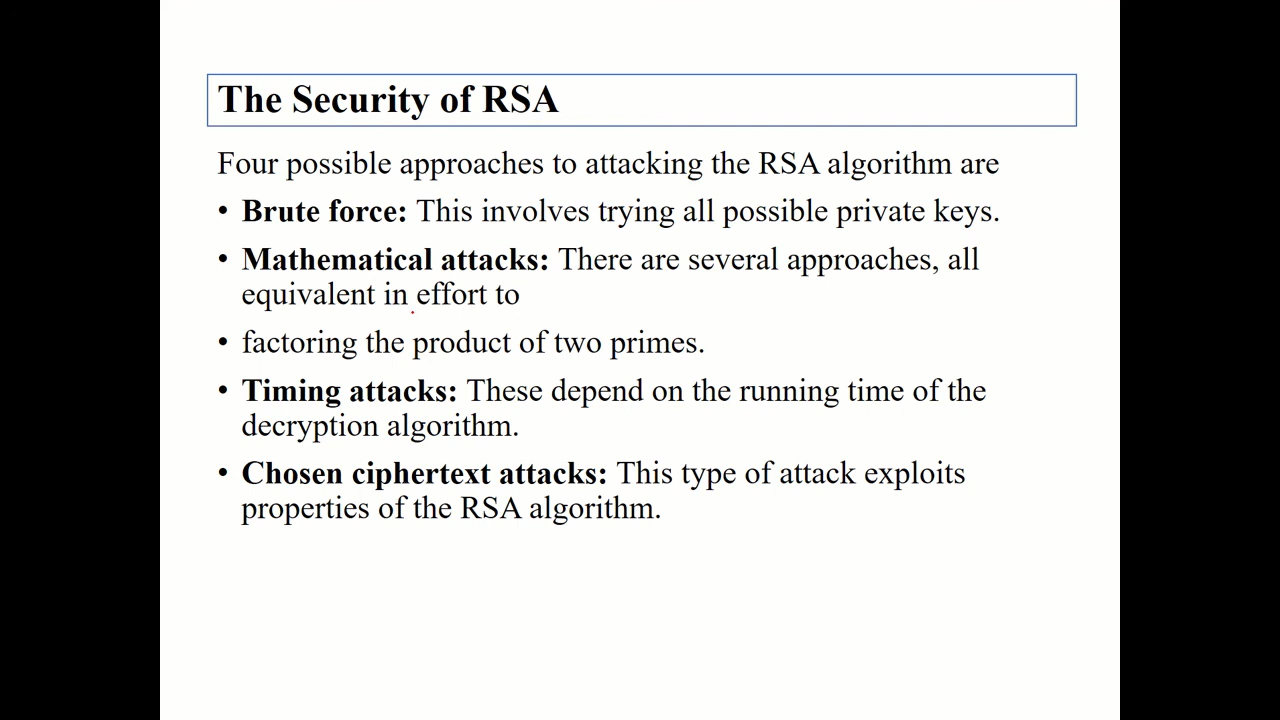 The Security of RSA
Four possible approaches to attacking the RSA algorithm are
• Brute force: This involves trying all possible private keys.
• Mathematical attacks: There are several approaches, all
equivalent in effort to
• factoring the product of two primes.
• Timing attacks: These depend on the running time of the
decryption algorithm.
• Chosen ciphertext attacks: This type of attack exploits
properties of the RSA algorithm.